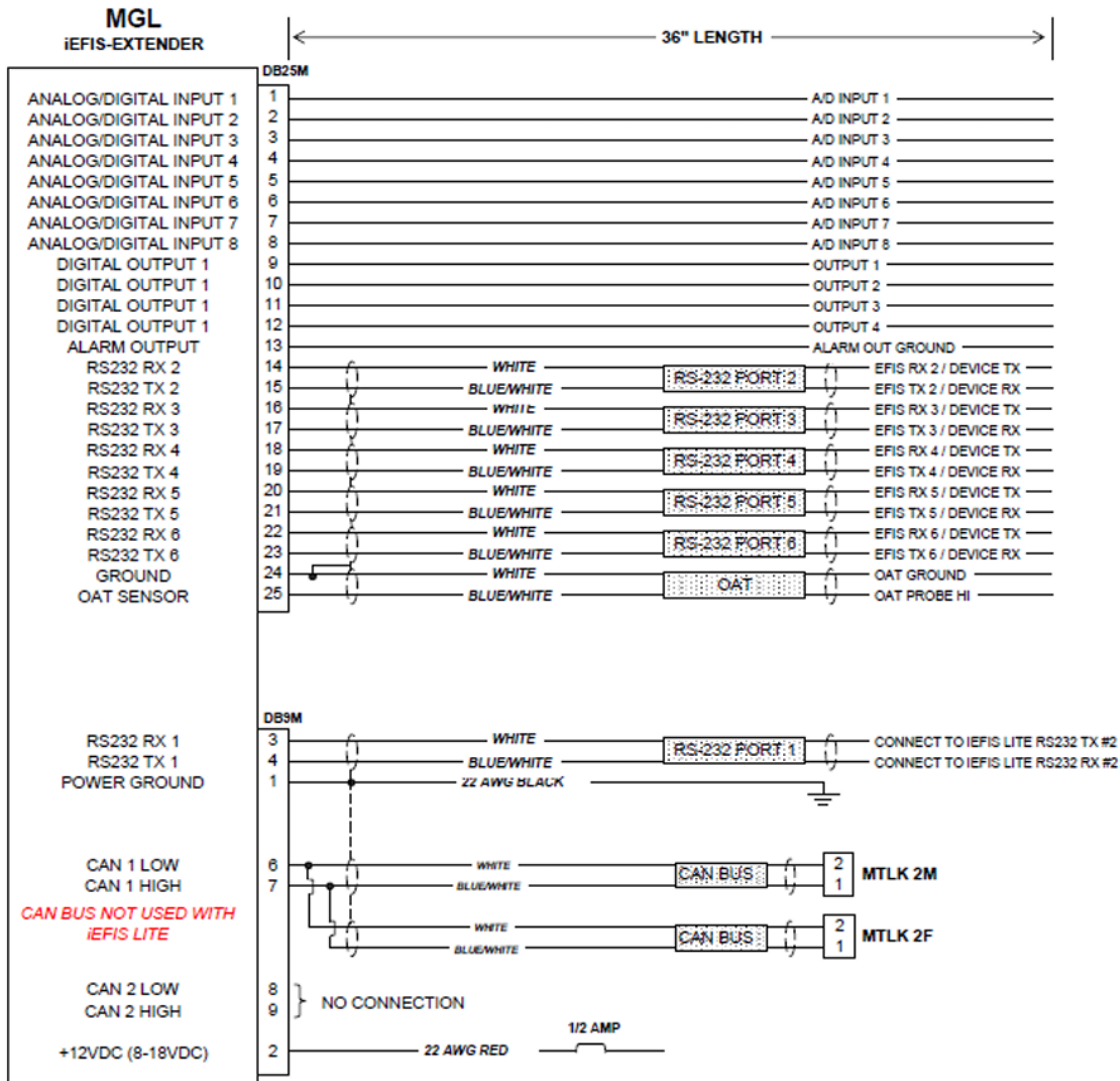 MGL
iEFIS-EXTENDER
36" LENGTH
DB25M
ANALOG/DIGITAL INPUT 1 1 A/D INPUT 1
ANALOG/DIGITAL INPUT 2 2 A/D INPUT 2
ANALOG/DIGITAL INPUT 3 3 A/D INPUT 3
ANALOG/DIGITAL INPUT 4 4 A/D INPUT 4
ANALOG/DIGITAL INPUT 5 5 A/D INPUT 5
ANALOG/DIGITAL INPUT 6 6 A/D INPUT 6
ANALOG/DIGITAL INPUT 7 7 A/D INPUT 7
ANALOG/DIGITAL INPUT 8 8 A/D INPUT 8
DIGITAL OUTPUT 1 9 OUTPUT 1
DIGITAL OUTPUT 1 10 OUTPUT 2
DIGITAL OUTPUT 1 11 OUTPUT 3
DIGITAL OUTPUT 1 12 OUTPUT 4
ALARM OUTPUT 13 ALARM OUT GROUND
RS232 RX 2 14 WHITE EFIS RX 2 / DEVICE TX
RS-232 PORT 2
RS232 TX 2 15 BLUE/WHITE EFIS TX 2 / DEVICE RX
RS232 RX 3 16 WHITE EFIS RX 3 / DEVICE TX
RS-232 PORT 3
RS232 TX 3 17 BLUE/WHITE EFIS TX 3 / DEVICE RX
RS232 RX 4 18 WHITE EFIS RX 4 / DEVICE TX
RS-232 PORT 4
RS232 TX 4 19 BLUE/WHITE EFIS TX 4 / DEVICE RX
RS232 RX 5 20 WHITE EFIS RX 5 / DEVICE TX
RS-232 PORT 5
RS232 TX 5 21 BLUE/WHITE EFIS TX 5 / DEVICE RX
RS232 RX 6 22 WHITE EFIS RX 6 / DEVICE TX
RS-232 PORT 6
RS232 TX 6 23 BLUE/WHITE EFIS TX 6 / DEVICE RX
GROUND 24 WHITE OAT GROUND
OAT
OAT SENSOR 25 BLUE/WHITE OAT PROBE HI
DB9M
RS232 RX 1 3 WHITE CONNECT TO IEFIS LITE RS232 TX #2
RS-232 PORT 1
RS232 TX 1 4 BLUE/WHITE CONNECT TO IEFIS LITE RS232 RX #2
POWER GROUND 1 22 AWG BLACK
CAN 1 LOW 6 WHITE 2
CAN BUS MTLK 2M
CAN 1 HIGH 7 BLUE/WHITE 1
CAN BUS NOT USED WITH
iEFIS LITE
WHITE 2
CAN BUS MTLK 2F
BLUE/WHITE 1
CAN 2 LOW 8
NO CONNECTION
CAN 2 HIGH 9
1/2 AMP
+12VDC (8-18VDC) 2 22 AWG RED